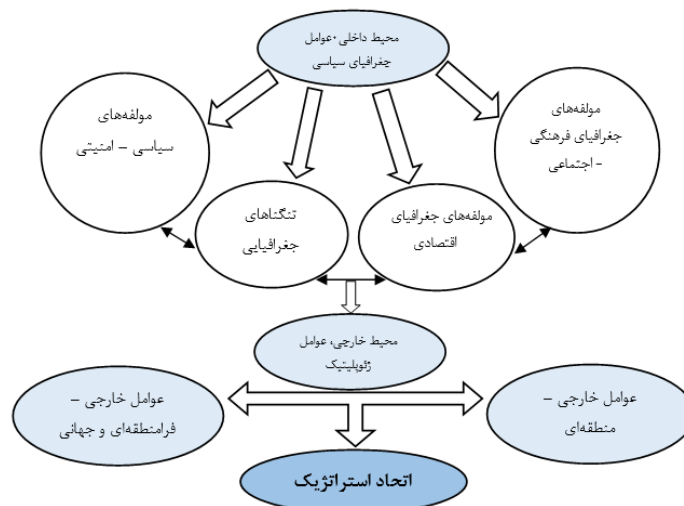 محیط داخلی،عوامل
جغرافیای سیاسی
مولفه‌های
جغرافیای فرهنگی
- اجتماعی
مولفه‌های
سیاسی – امنیتی
مولفه‌های جغرافیای
اقتصادی
تنگناهای
جغرافیایی
محیط خارجی، عوامل
ژئوپلیتیک
عوامل خارجی –
منطقه‌ای
عوامل خارجی –
فرامنطقه‌ای و جهانی
اتحاد استراتژیک